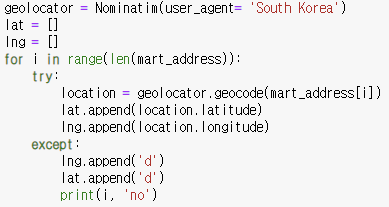 geolocator = Nominatim(user_agent= 'South Korea')
lat = []
lng = []
for i in range(len(mart_address)):
    try:
        location = geolocator.geocode(mart_address[i])
        lat.append(location.latitude)
        lng.append(location.longitude)
    except:
        lng.append('d')
        lat.append('d')
        print(i, 'no')